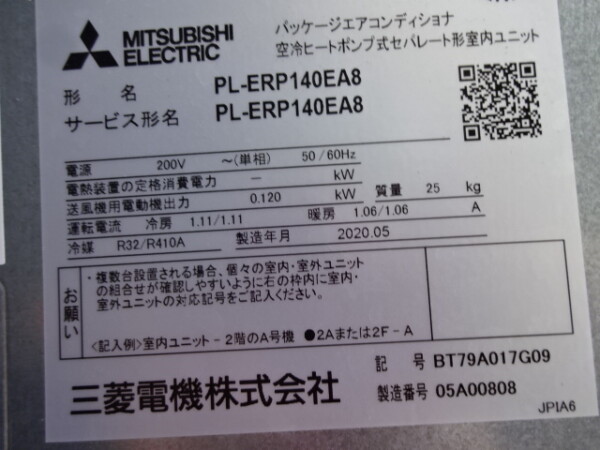 MITSUBISHI ELECTRIC
パッケージエアコンディショナ
空冷ヒートポンプ式セパレート形室内ユニット
形 名 PL-ERP140EA8
サービス形名 PL-ERP140EA8
電源 200V ～(単相) 50/60Hz
電熱装置の定格消費電力 － kW
送風機用電動機出力 0.120 kW 質量 25 kg
運転電流 冷房 1.11/1.11 暖房 1.06/1.06 A
冷媒 R32/R410A 製造年月 2020.05
お願い
・複数台設置される場合、個々の室内・室外ユニット
の組合せが確認しやすいように右の枠内に室内・
室外ユニットの対応記号をご記入ください。
<記入例>室内ユニット－2階のA号機 ●2Aまたは2F－A
記 号 BT79A017G09
三菱電機株式会社 製造番号 05A00808
JPIA6